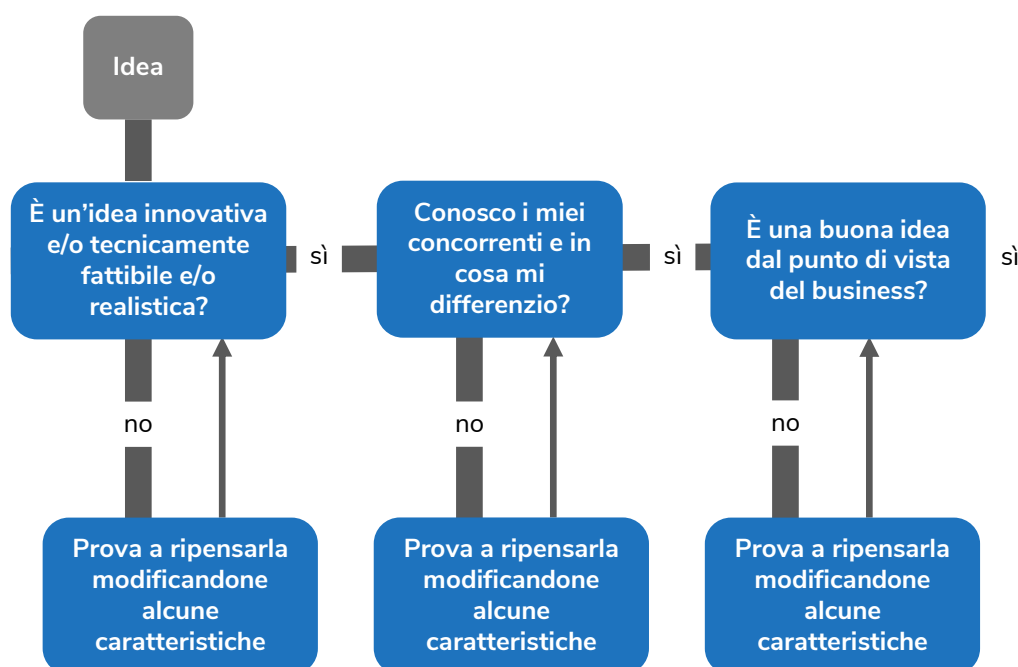 Idea
È un'idea innovativa
e/o tecnicamente
fattibile e/o
realistica?
sì
Conosco i miei
concorrenti e in
cosa mi
differenzio?
sì
È una buona idea
dal punto di vista
del business?
sì
no
no
no
Prova a ripensarla
modificandone
alcune
caratteristiche
Prova a ripensarla
modificandone
alcune
caratteristiche
Prova a ripensarla
modificandone
alcune
caratteristiche